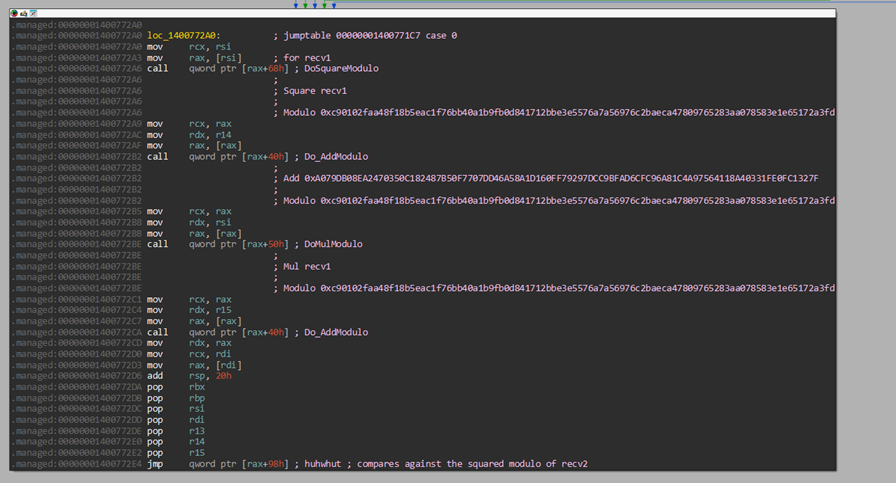 .managed:00000001400772A0
.managed:00000001400772A0 loc_1400772A0: ; jumptable 00000001400771C7 case 0
.managed:00000001400772A0 mov rcx, rsi
.managed:00000001400772A3 mov rax, [rsi] ; for recv1
.managed:00000001400772A6 call qword ptr [rax+68h] ; DoSquareModulo
.managed:00000001400772A6 ;
.managed:00000001400772A6 ; Square recv1
.managed:00000001400772A6 ;
.managed:00000001400772A6 ; Modulo 0xc90102faa48f18b5eac1f76bb40a1b9fb0d841712bbe3e5576a7a56976c2baeca47809765283aa078583e1e65172a3fd
.managed:00000001400772A9 mov rcx, rax
.managed:00000001400772AC mov rdx, r14
.managed:00000001400772AF mov rax, [rax]
.managed:00000001400772B2 call qword ptr [rax+40h] ; Do_AddModulo
.managed:00000001400772B2 ;
.managed:00000001400772B2 ; Add 0xA079DB08EA2470350C182487B50F7707DD46A58A1D160FF79297DCC9BFAD6CFC96A81C4A97564118A40331FE0FC1327F
.managed:00000001400772B2 ;
.managed:00000001400772B2 ; Modulo 0xc90102faa48f18b5eac1f76bb40a1b9fb0d841712bbe3e5576a7a56976c2baeca47809765283aa078583e1e65172a3fd
.managed:00000001400772B5 mov rcx, rax
.managed:00000001400772B8 mov rdx, rsi
.managed:00000001400772BB mov rax, [rax]
.managed:00000001400772BE call qword ptr [rax+50h] ; DoMulModulo
.managed:00000001400772BE ;
.managed:00000001400772BE ; Mul recv1
.managed:00000001400772BE ;
.managed:00000001400772BE ; Modulo 0xc90102faa48f18b5eac1f76bb40a1b9fb0d841712bbe3e5576a7a56976c2baeca47809765283aa078583e1e65172a3fd
.managed:00000001400772C1 mov rcx, rax
.managed:00000001400772C4 mov rdx, r15
.managed:00000001400772C7 mov rax, [rax]
.managed:00000001400772CA call qword ptr [rax+40h] ; Do_AddModulo
.managed:00000001400772CD mov rdx, rax
.managed:00000001400772D0 mov rcx, rdi
.managed:00000001400772D3 mov rax, [rdi]
.managed:00000001400772D6 add rsp, 20h
.managed:00000001400772DA pop rbx
.managed:00000001400772DB pop rbp
.managed:00000001400772DC pop rsi
.managed:00000001400772DD pop rdi
.managed:00000001400772DE pop r13
.managed:00000001400772E0 pop r14
.managed:00000001400772E2 pop r15
.managed:00000001400772E4 jmp qword ptr [rax+98h] ; huhwhut ; compares against the squared modulo of recv2